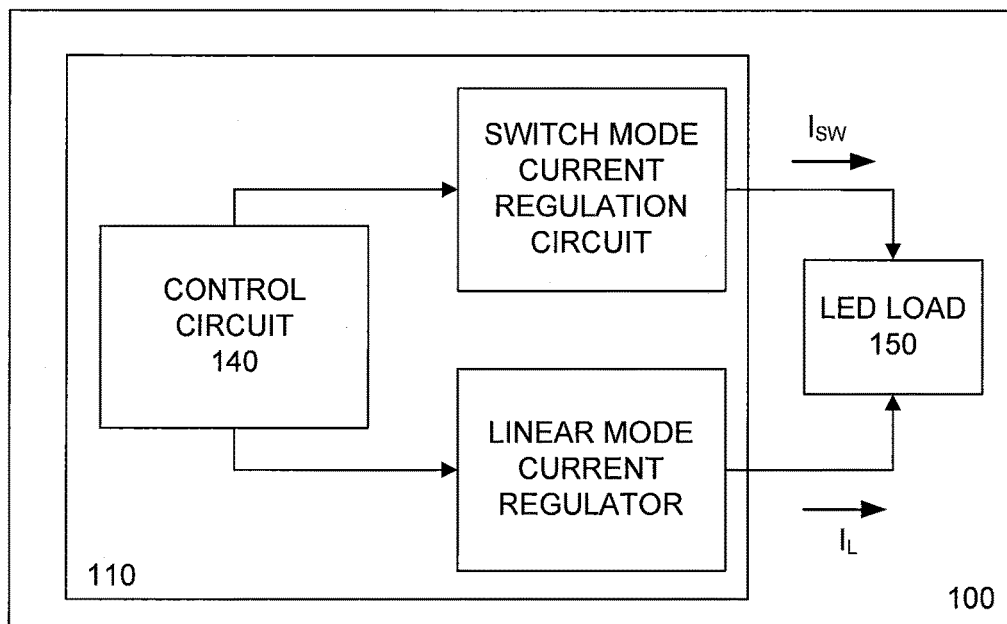 SWITCH MODE
CURRENT
REGULATION
CIRCUIT
I_SW
CONTROL
CIRCUIT
140
LED LOAD
150
LINEAR MODE
CURRENT
REGULATOR
I_L
110
100